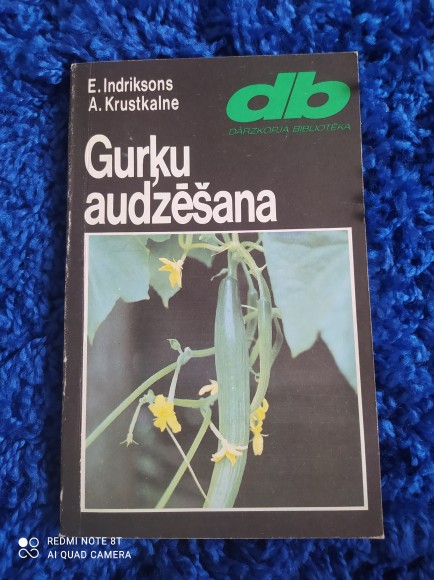 E. Indriksons
A. Krustkalne
db
DĀRZKOPJA BIBLIOTĒKA
Gurķu
audzēšana
REDMI NOTE 8T
AI QUAD CAMERA